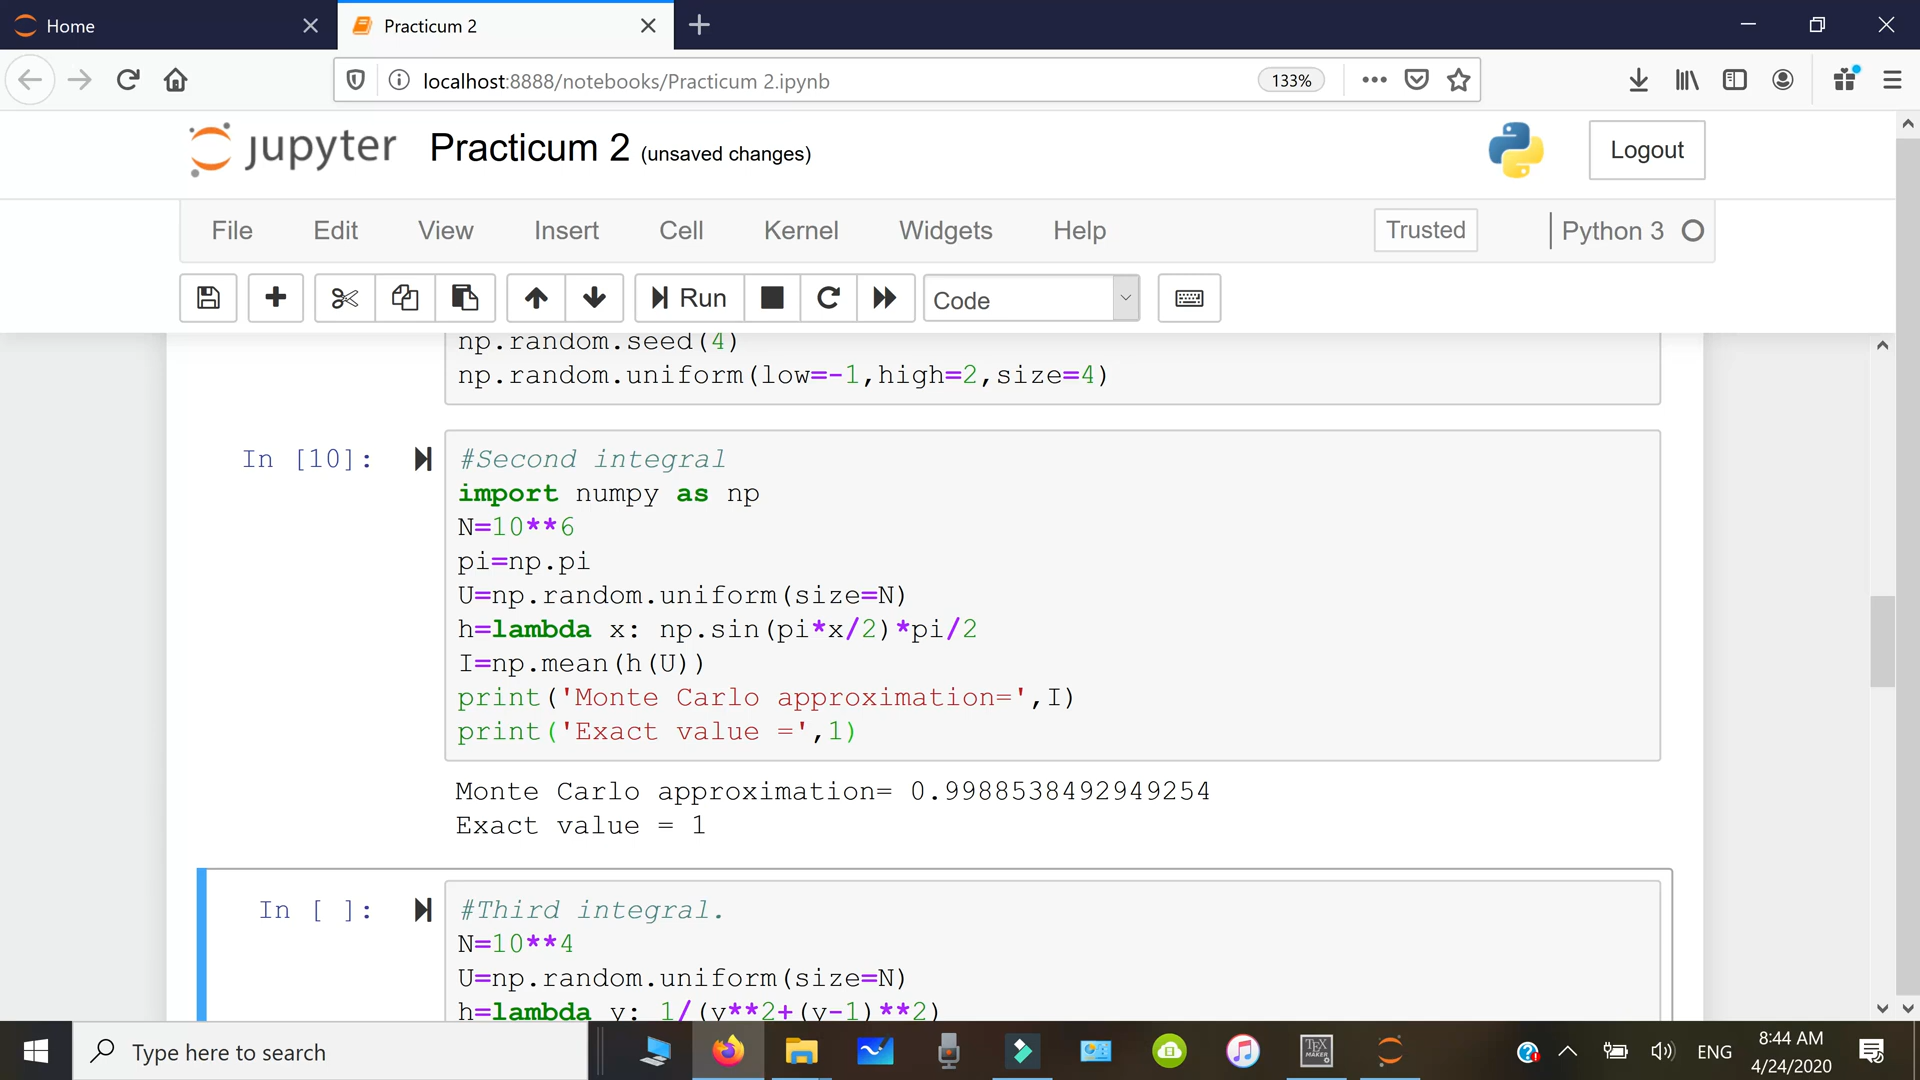 Home
Practicum 2
localhost:8888/notebooks/Practicum 2.ipynb
133%
jupyter
Practicum 2 (unsaved changes)
Logout
File Edit View Insert Cell Kernel Widgets Help
Trusted
Python 3
Run
Code
np.random.seed(4)
np.random.uniform(low=-1,high=2,size=4)
In [10]:
#Second integral
import numpy as np
N=10**6
pi=np.pi
U=np.random.uniform(size=N)
h=lambda x: np.sin(pi*x/2)*pi/2
I=np.mean(h(U))
print('Monte Carlo approximation=',I)
print('Exact value =',1)
Monte Carlo approximation= 0.9988538492949254
Exact value = 1
In [ ]:
#Third integral.
N=10**4
U=np.random.uniform(size=N)
h=lambda y: 1/(y**2+(y-1)**2)
Type here to search
TEX
MAKER
ENG
8:44 AM
4/24/2020